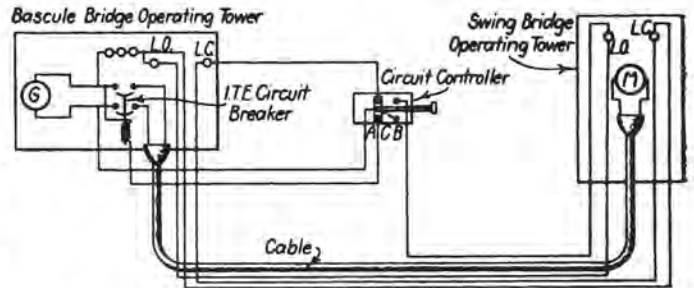 Bascule Bridge Operating Tower
L.O.
L.C.
G
I.T.E. Circuit
Breaker
Circuit Controller
A C B
Swing Bridge
Operating Tower
L.O.
L.C.
M
Cable